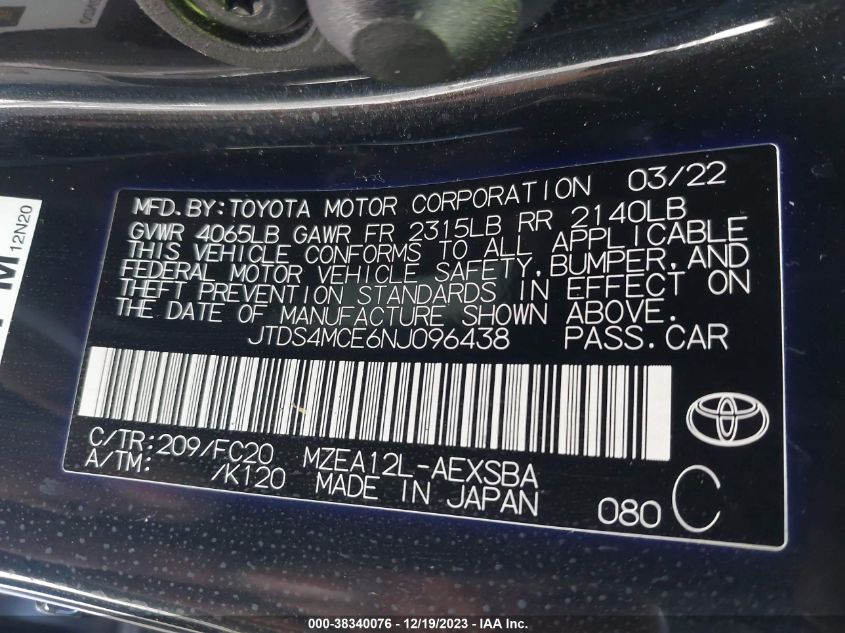 MFD.BY:TOYOTA MOTOR CORPORATION 03/22
GVWR 4065LB GAWR FR 2315LB RR 2140LB
THIS VEHICLE CONFORMS TO ALL APPLICABLE
FEDERAL MOTOR VEHICLE SAFETY,BUMPER,AND
THEFT PREVENTION STANDARDS IN EFFECT ON
THE DATE OF MANUFACTURE SHOWN ABOVE.
JTDS4MCE6NJ096438 PASS.CAR
C/TR:209/FC20 MZEA12L-AEXSBA
A/TM: /K120 MADE IN JAPAN
080 C
M
12N20
000-38340076 - 12/19/2023 - IAA Inc.